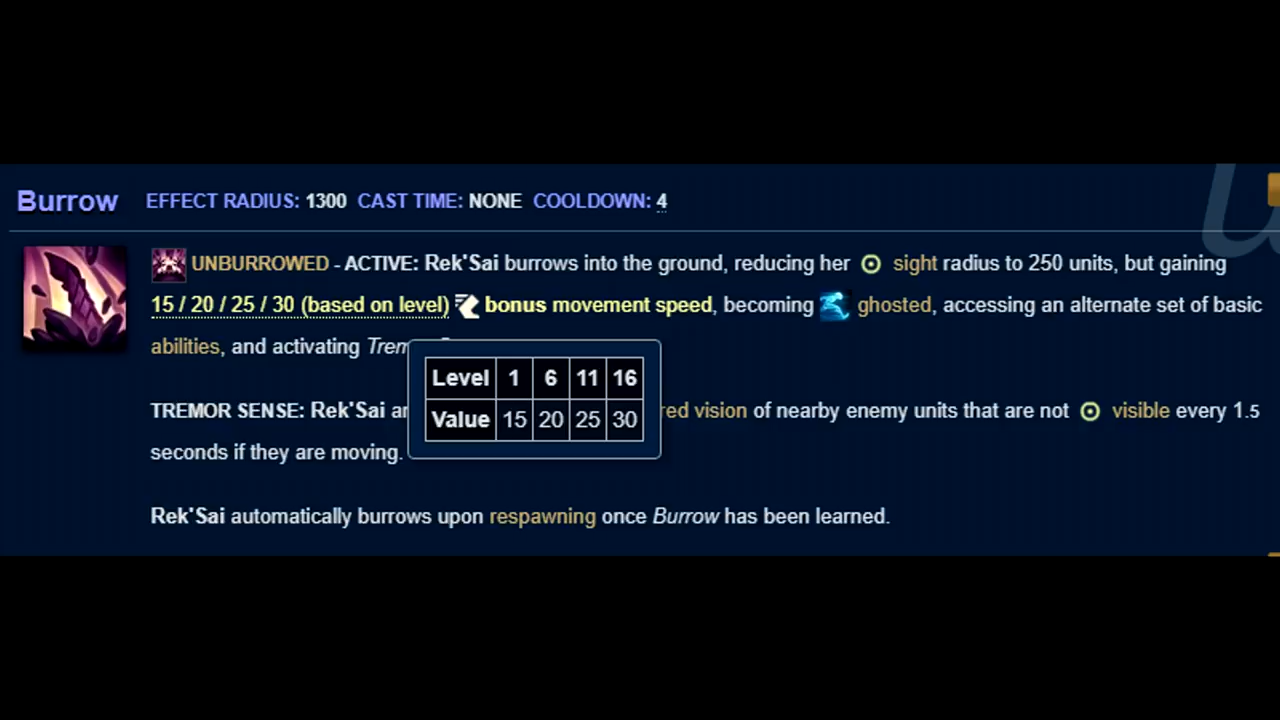 Burrow EFFECT RADIUS: 1300 CAST TIME: NONE COOLDOWN: 4
UNBURROWED - ACTIVE: Rek'Sai burrows into the ground, reducing her sight radius to 250 units, but gaining
15 / 20 / 25 / 30 (based on level) bonus movement speed, becoming ghosted, accessing an alternate set of basic
abilities, and activating
Level 1 6 11 16
Value 15 20 25 30
TREMOR SENSE: Rek'Sai vision of nearby enemy units that are not visible every 1.5
seconds if they are moving.
Rek'Sai automatically burrows upon respawning once Burrow has been learned.